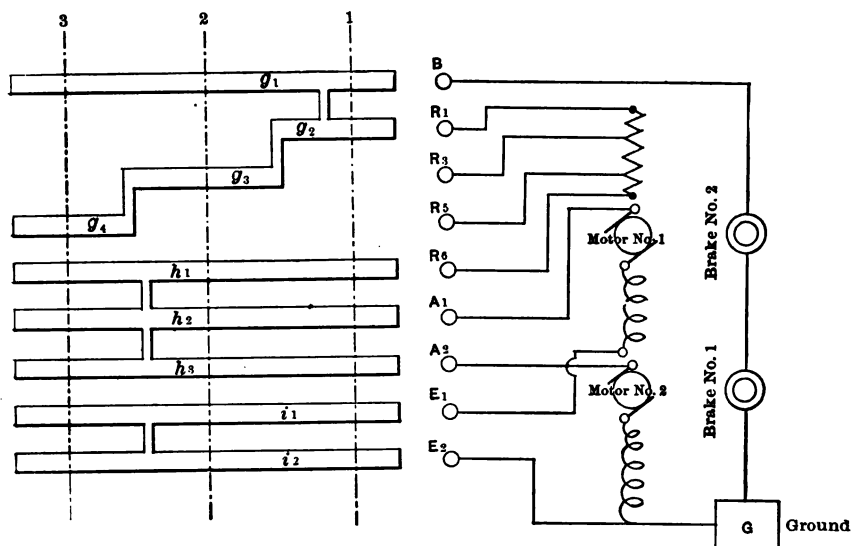 3 2 1
g1
g2
g3
g4
h1
h2
h3
i1
i2
B
R1
R3
R5
R6
A1
A2
E1
E2
Motor No. 1
Motor No. 2
Brake No. 2
Brake No. 1
G Ground